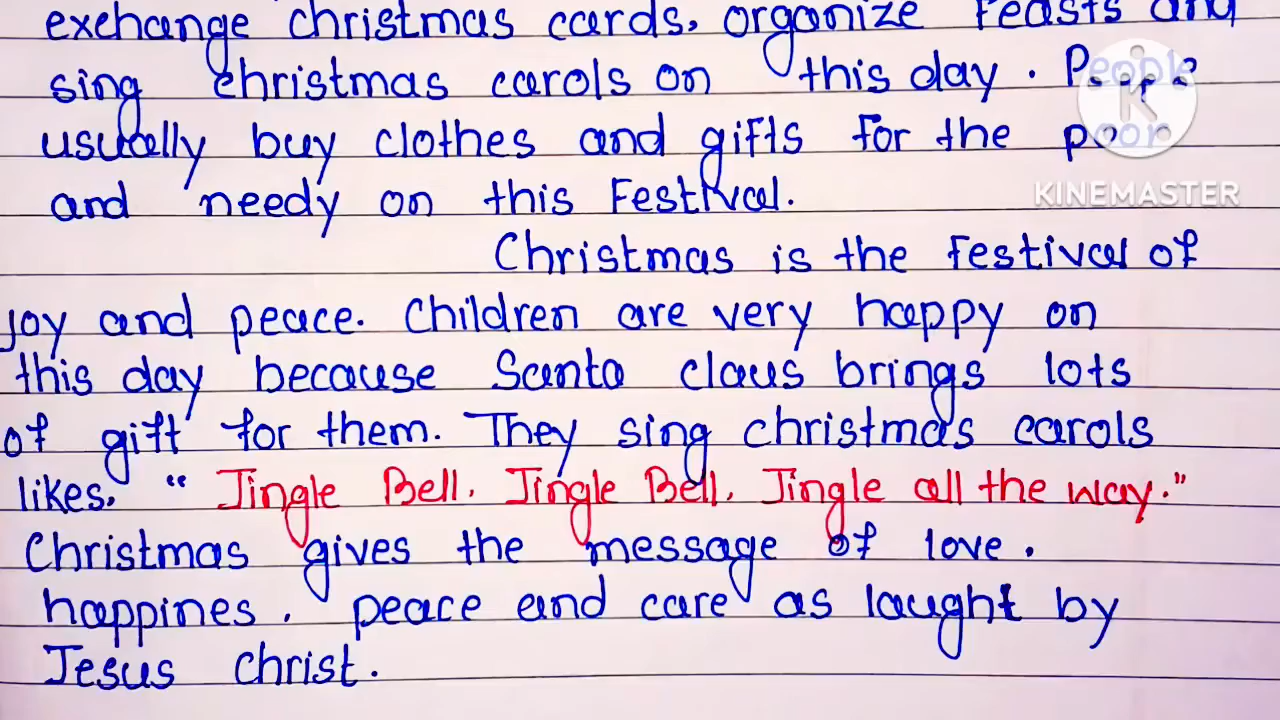 exchange christmas cards, organize Feasts and
sing christmas carols on this day. People
usually buy clothes and gifts for the poor
and needy on this Festival.
Christmas is the Festival of
joy and peace. Children are very happy on
this day because Santa claus brings lots
of gift for them. They sing christmas carols
likes, "Jingle Bell, Jingle Bell, Jingle all the way."
Christmas gives the message of love,
happines, peace and care as laught by
Jesus christ.
K
KINEMASTER